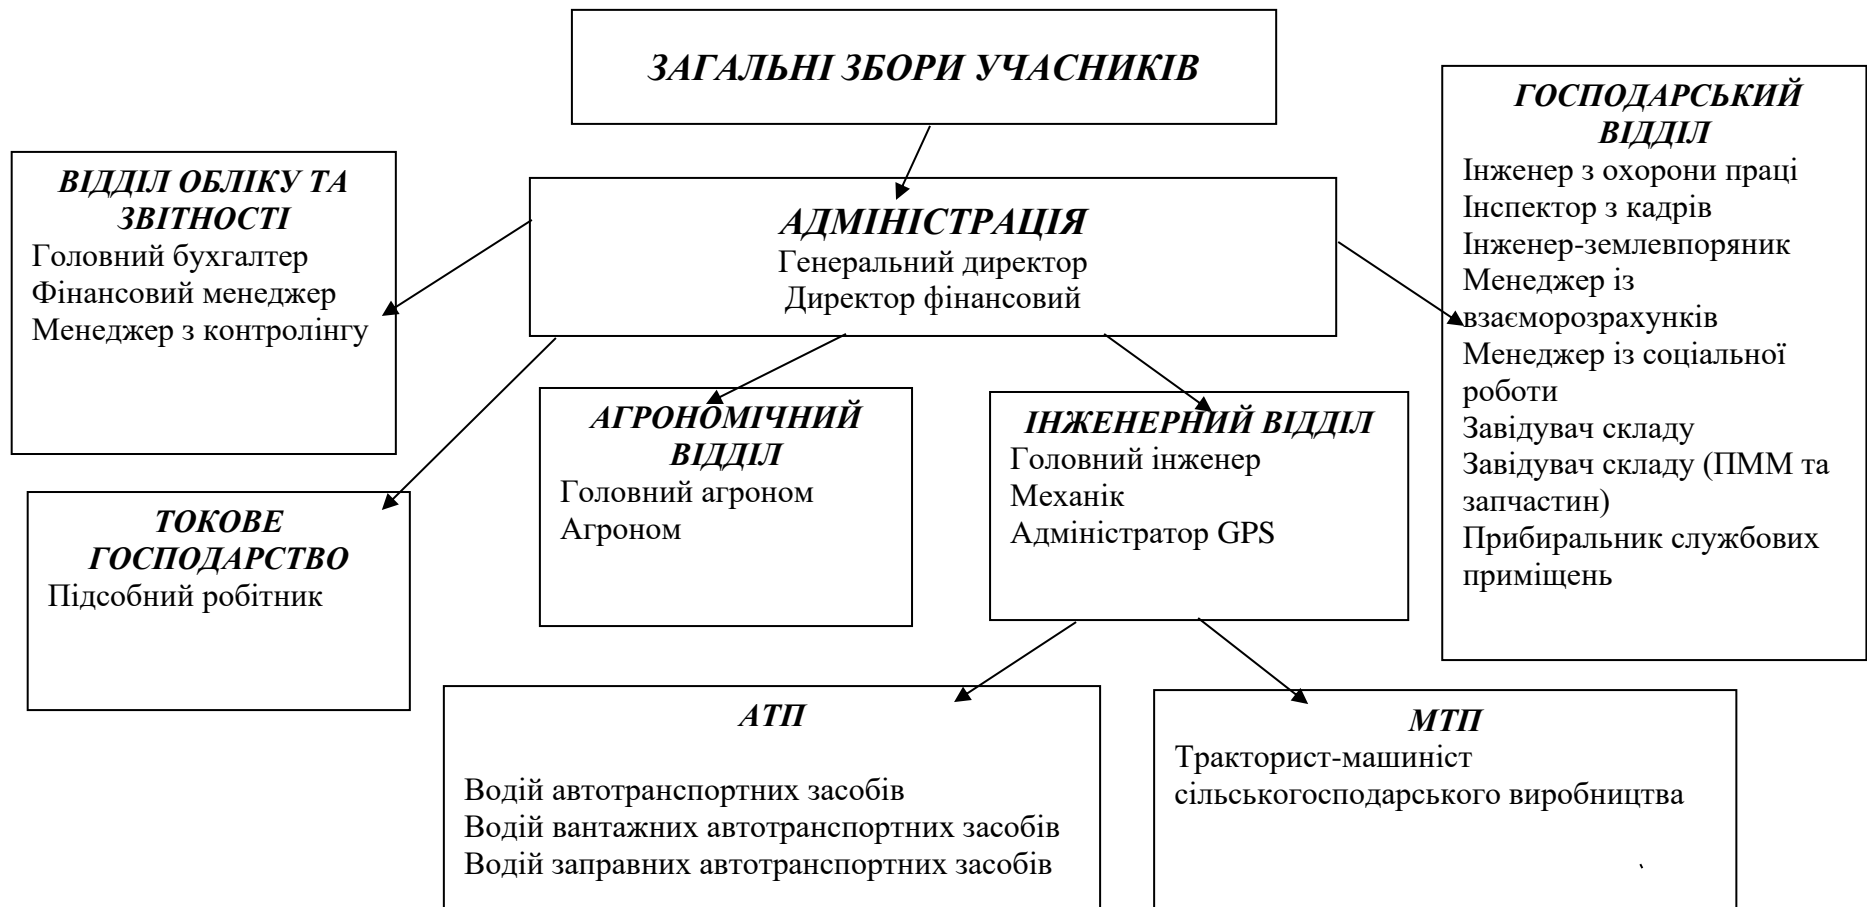 ЗАГАЛЬНІ ЗБОРИ УЧАСНИКІВ
ВІДДІЛ ОБЛІКУ ТА
ЗВІТНОСТІ
Головний бухгалтер
Фінансовий менеджер
Менеджер з контролінгу
АДМІНІСТРАЦІЯ
Генеральний директор
Директор фінансовий
ГОСПОДАРСЬКИЙ
ВІДДІЛ
Інженер з охорони праці
Інспектор з кадрів
Інженер-землевпоряник
Менеджер із
взаєморозрахунків
Менеджер із соціальної
роботи
Завідувач складу
Завідувач складу (ПММ та
запчастин)
Прибиральник службових
приміщень
ТОКОВЕ
ГОСПОДАРСТВО
Підсобний робітник
АГРОНОМІЧНИЙ
ВІДДІЛ
Головний агроном
Агроном
ІНЖЕНЕРНИЙ ВІДДІЛ
Головний інженер
Механік
Адміністратор GPS
АТП
Водій автотранспортних засобів
Водій вантажних автотранспортних засобів
Водій заправних автотранспортних засобів
МТП
Тракторист-машиніст
сільськогосподарського виробництва